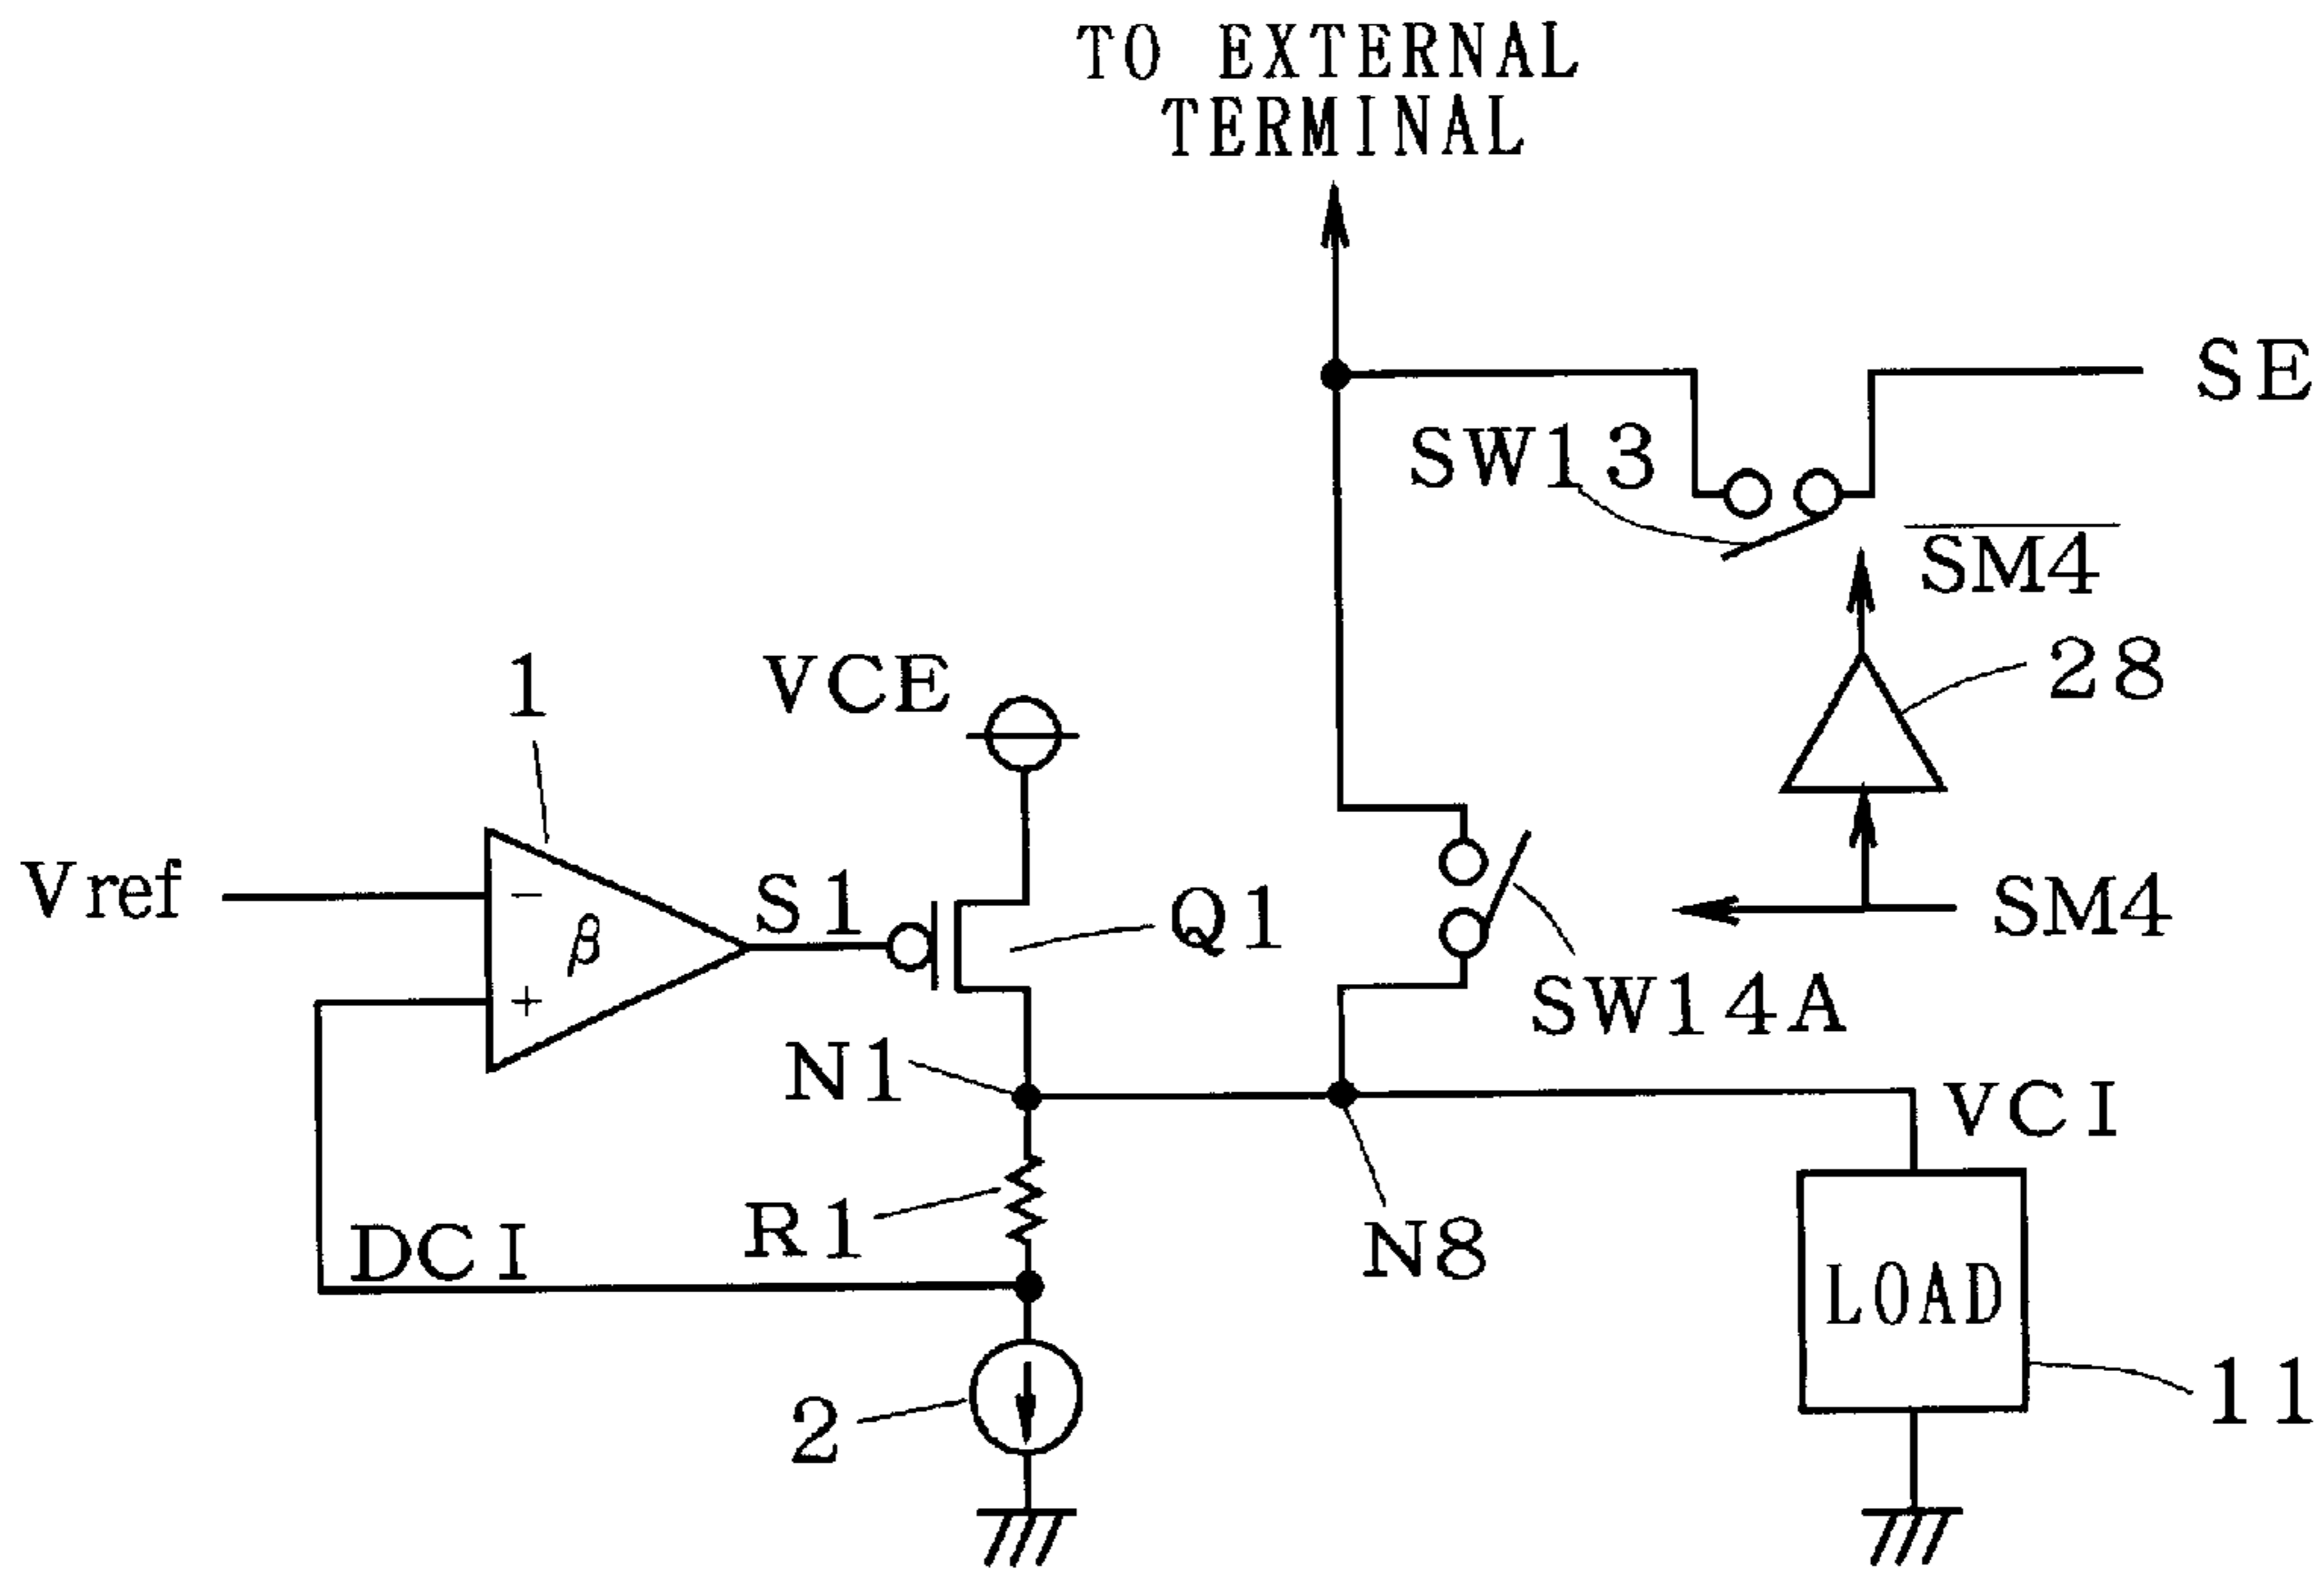 TO EXTERNAL
TERMINAL
SE
SW13
S̅M̅4̅
28
1
VCE
Vref
−
β
+
S1
Q1
SM4
SW14A
N1
VCI
R1
N8
DCI
LOAD
2
11